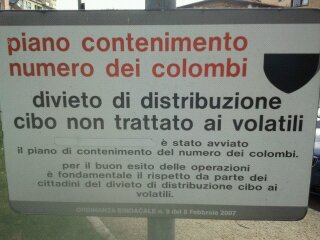 piano contenimento
numero dei colombi
divieto di distribuzione
cibo non trattato ai volatili
è stato avviato
il piano di contenimento del numero dei colombi.
per il buon esito delle operazioni
è fondamentale il rispetto da parte dei
cittadini del divieto di distribuzione cibo ai
volatili.
ORDINANZA SINDACALE n. 9 del 8 Febbraio 2007